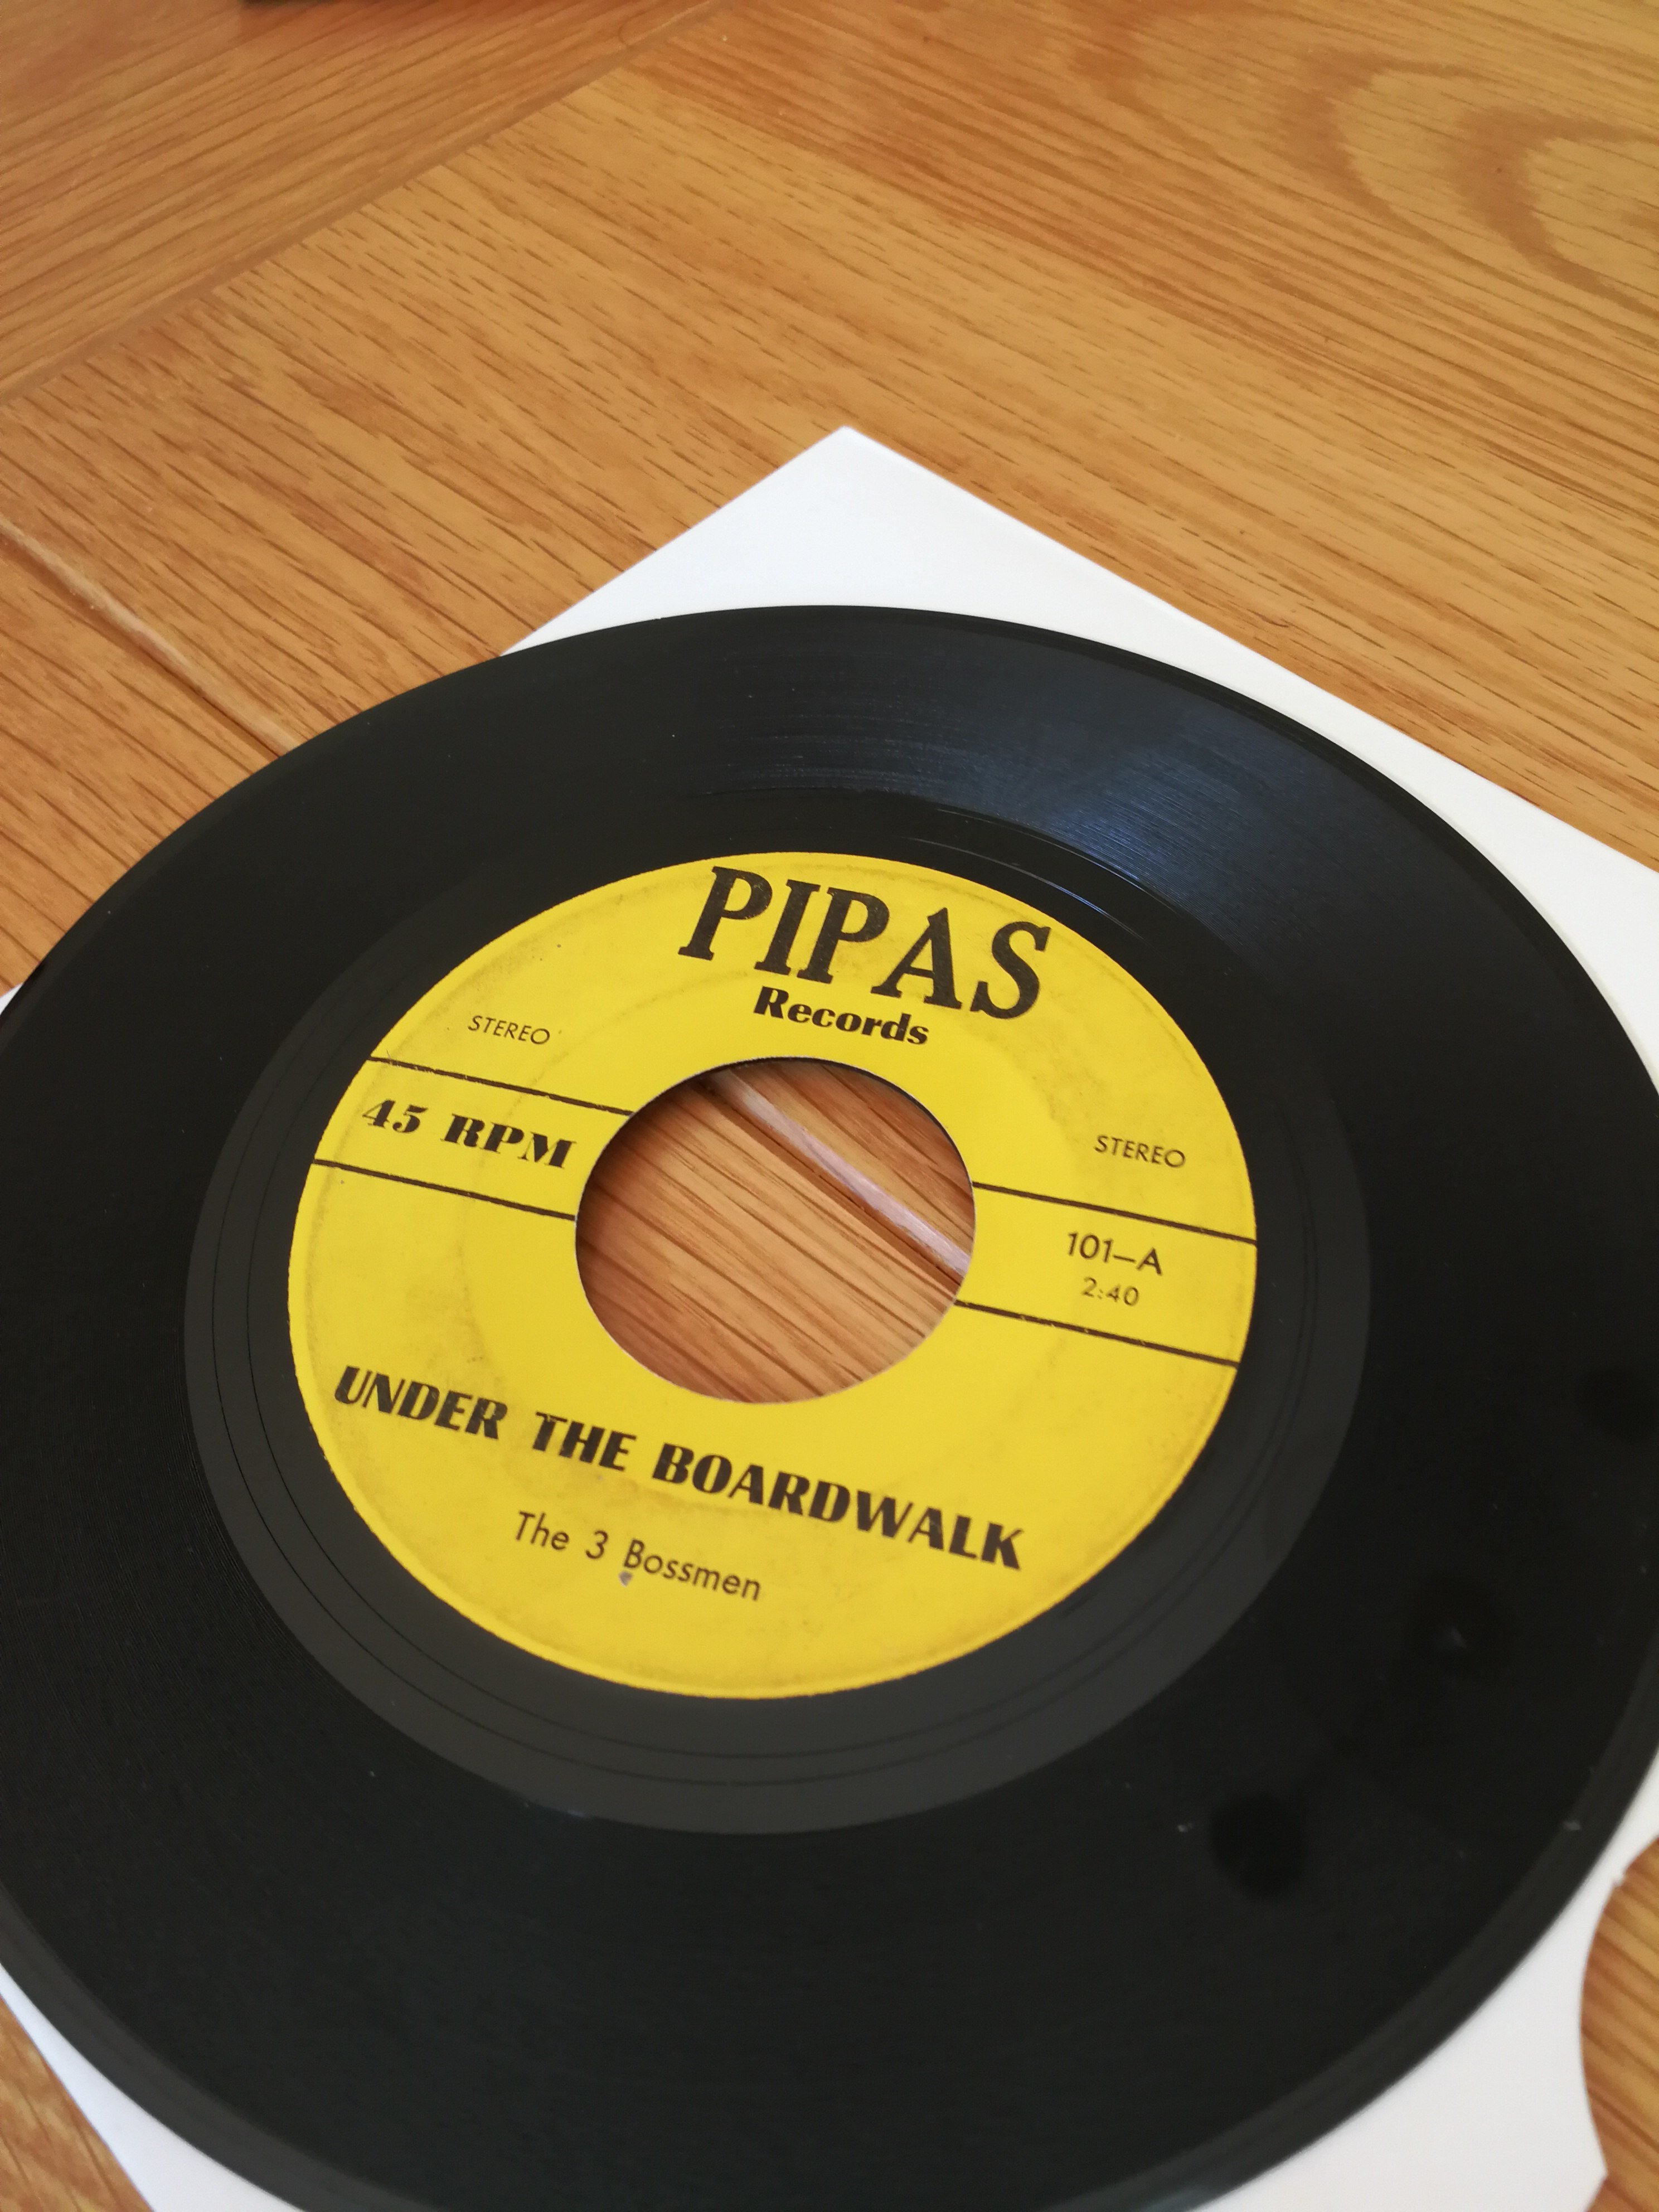 PIPAS
Records
STEREO
STEREO
45 RPM
101-A
2:40
UNDER THE BOARDWALK
The 3 Bossmen